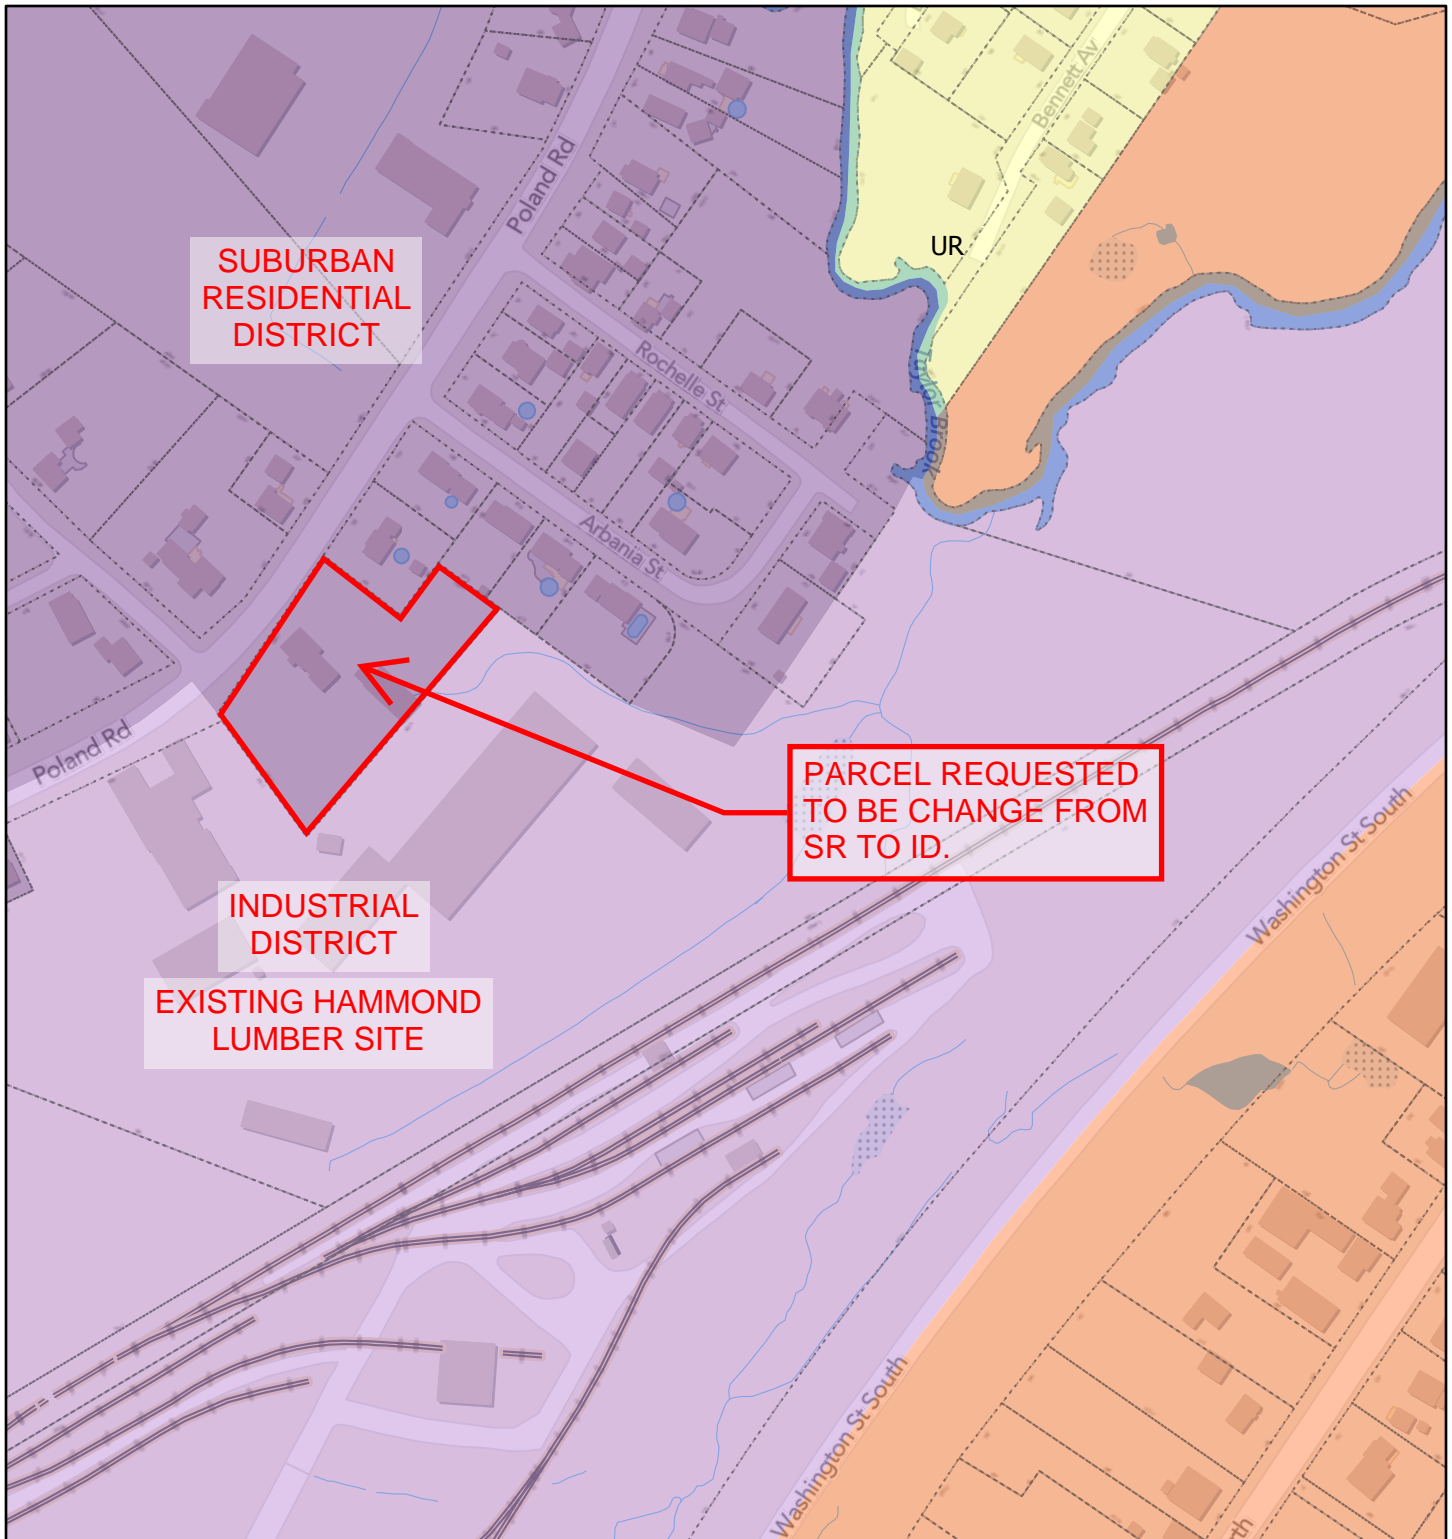 Bennett Av
Poland Rd
UR
SUBURBAN
RESIDENTIAL
DISTRICT
Rochelle St
Taylor Brook
Arbania St
Poland Rd
PARCEL REQUESTED
TO BE CHANGE FROM
SR TO ID.
Washington St South
INDUSTRIAL
DISTRICT
EXISTING HAMMOND
LUMBER SITE
Washington St South